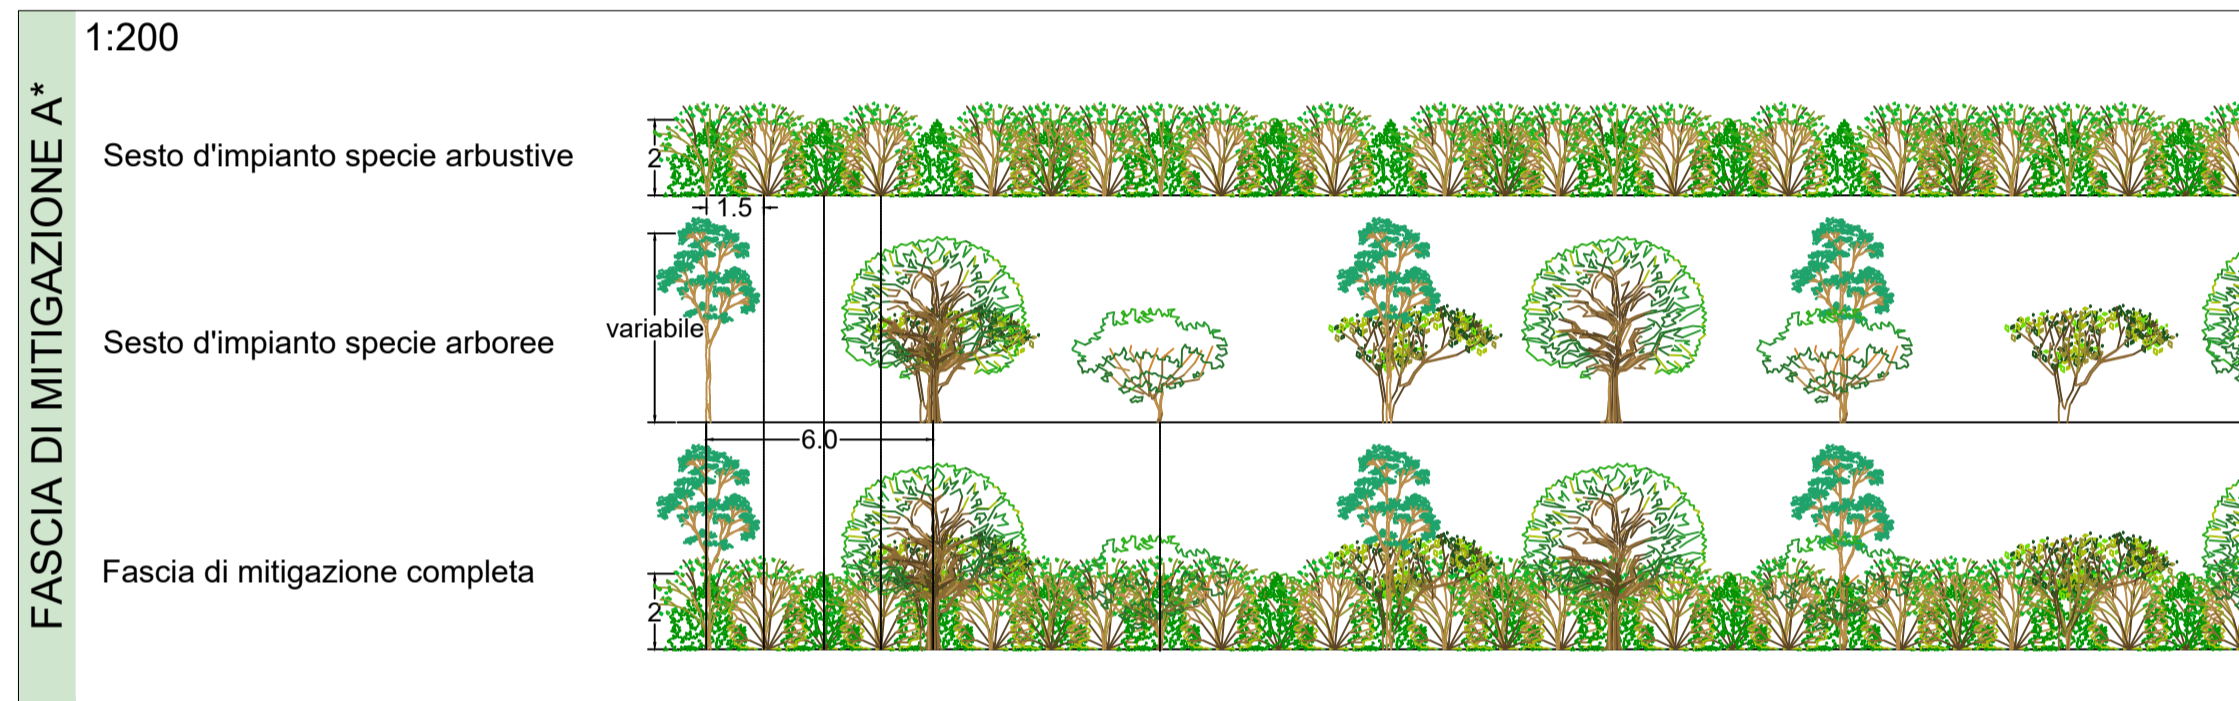 FASCIA DI MITIGAZIONE A*
1:200
Sesto d'impianto specie arbustive
2
1.5
Sesto d'impianto specie arboree
variabile
6.0
Fascia di mitigazione completa
2